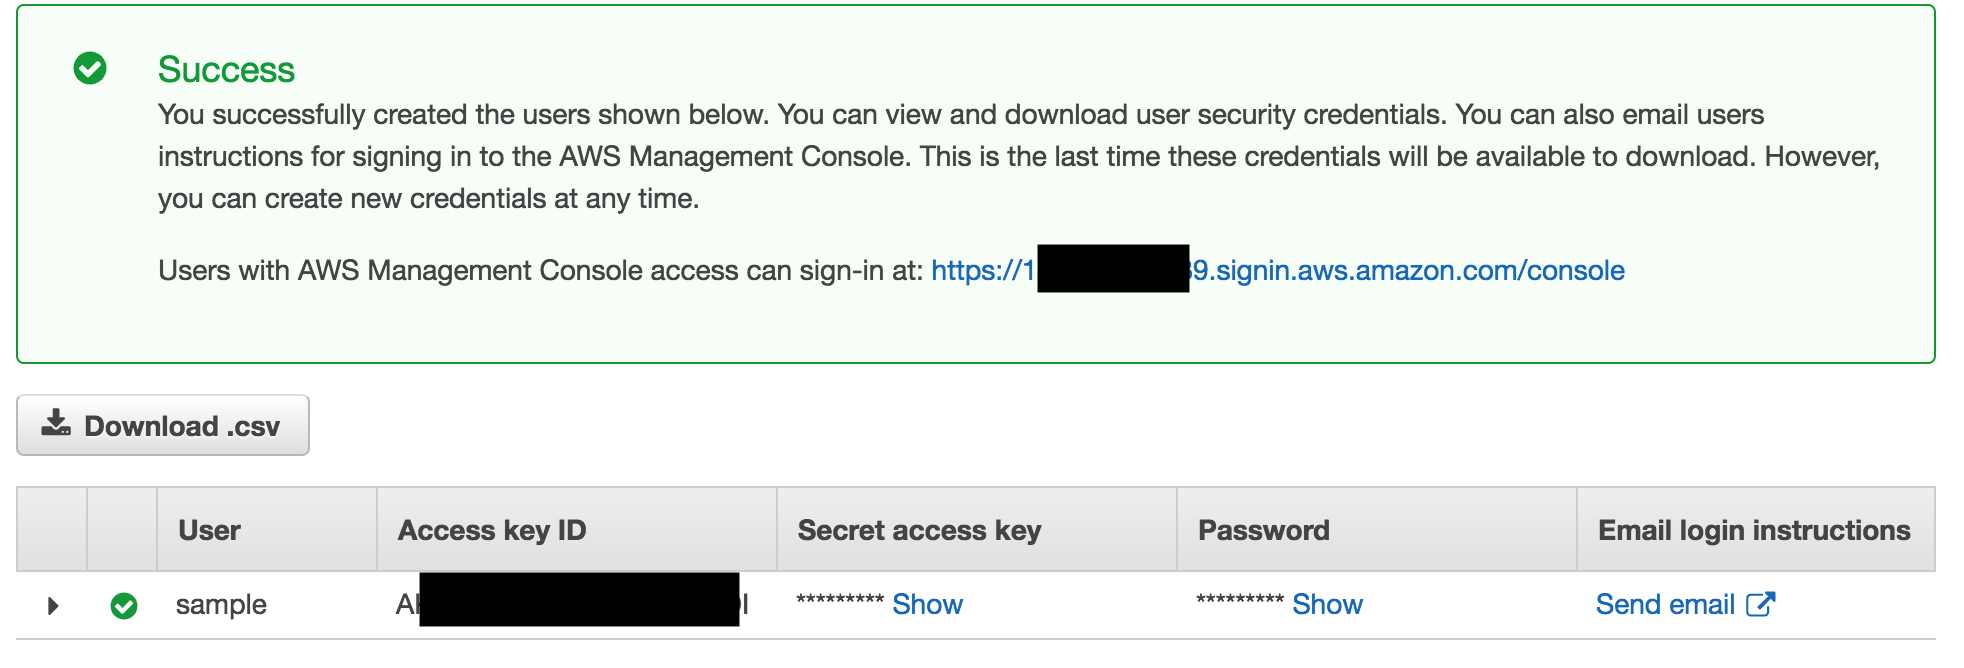 Success
You successfully created the users shown below. You can view and download user security credentials. You can also email users
instructions for signing in to the AWS Management Console. This is the last time these credentials will be available to download. However,
you can create new credentials at any time.
Users with AWS Management Console access can sign-in at: https://1 9.signin.aws.amazon.com/console
Download .csv
User Access key ID Secret access key Password Email login instructions
sample ********* Show ********* Show Send email